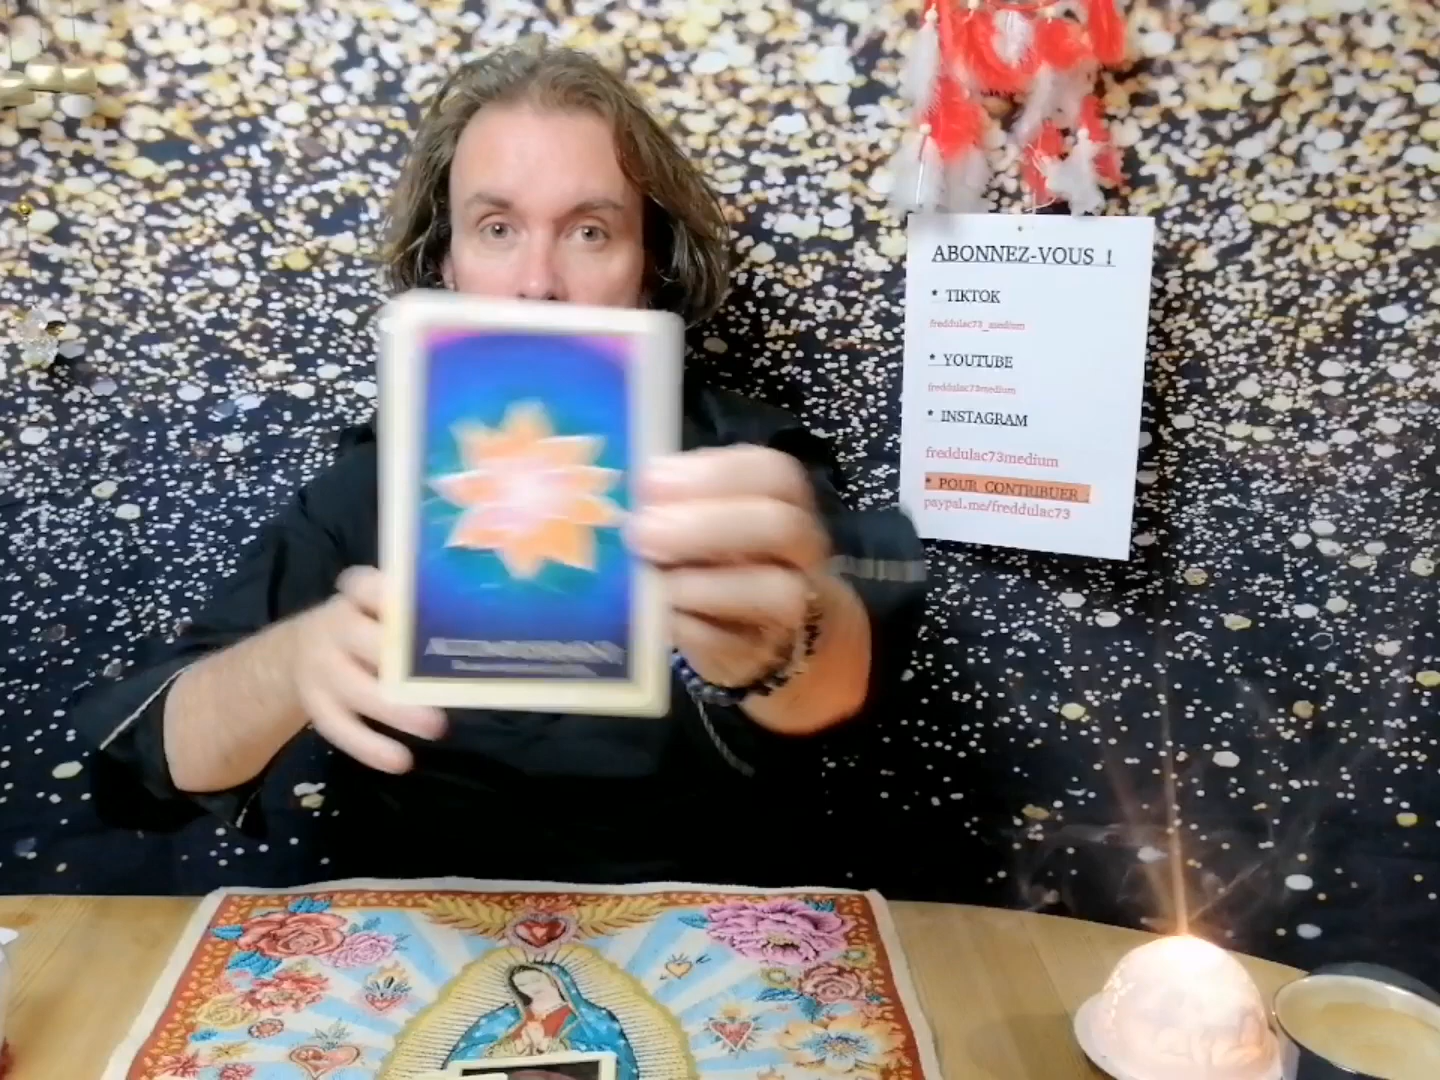 ABONNEZ-VOUS !
* TIKTOK
freddulac73_medium
* YOUTUBE
freddulac73medium
* INSTAGRAM
freddulac73medium
* POUR CONTRIBUER :
paypal.me/freddulac73